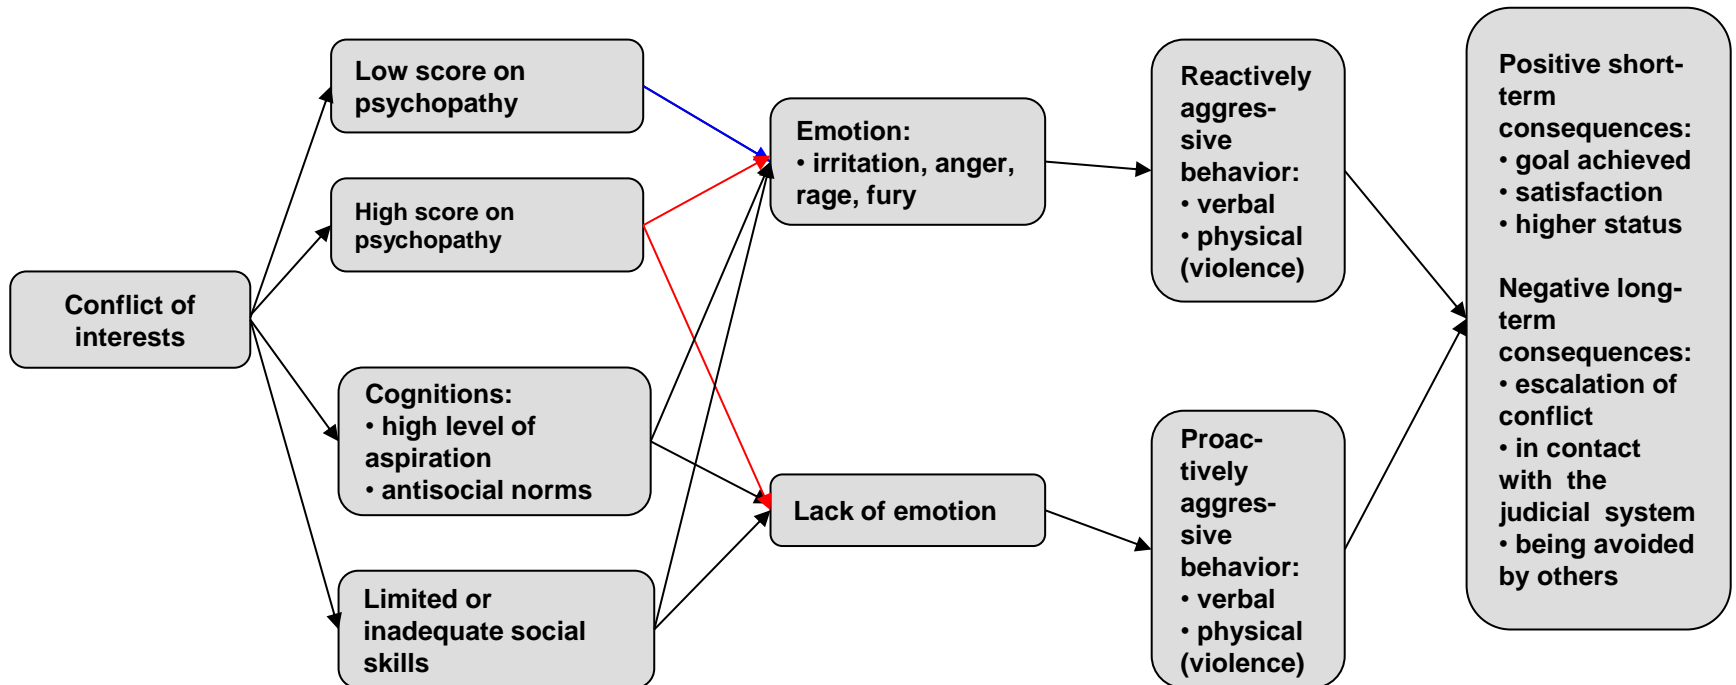 Conflict of
interests
Low score on
psychopathy
High score on
psychopathy
Cognitions:
• high level of
aspiration
• antisocial norms
Limited or
inadequate social
skills
Emotion:
• irritation, anger,
rage, fury
Lack of emotion
Reactively
aggres-
sive
behavior:
• verbal
• physical
(violence)
Proac-
tively
aggres-
sive
behavior:
• verbal
• physical
(violence)
Positive short-
term
consequences:
• goal achieved
• satisfaction
• higher status
Negative long-
term
consequences:
• escalation of
conflict
• in contact
with the
judicial system
• being avoided
by others